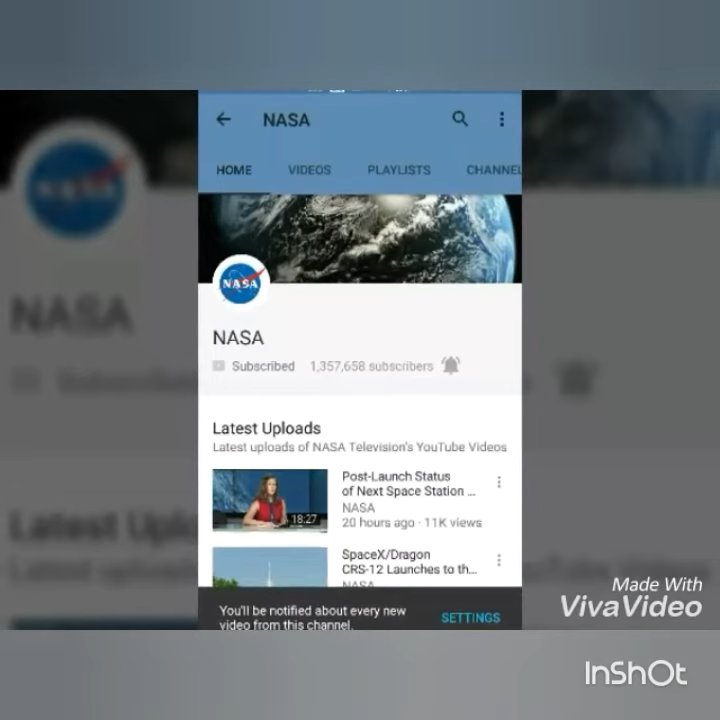 NASA
HOME VIDEOS PLAYLISTS CHANNEL
NASA
NASA
Subscribed 1,357,658 subscribers
Latest Uploads
Latest uploads of NASA Television's YouTube Videos
Post-Launch Status
of Next Space Station ...
NASA
20 hours ago · 11K views
18:27
SpaceX/Dragon
CRS-12 Launches to th...
NASA
You'll be notified about every new
video from this channel.
SETTINGS
Made With
VivaVideo
InShOt